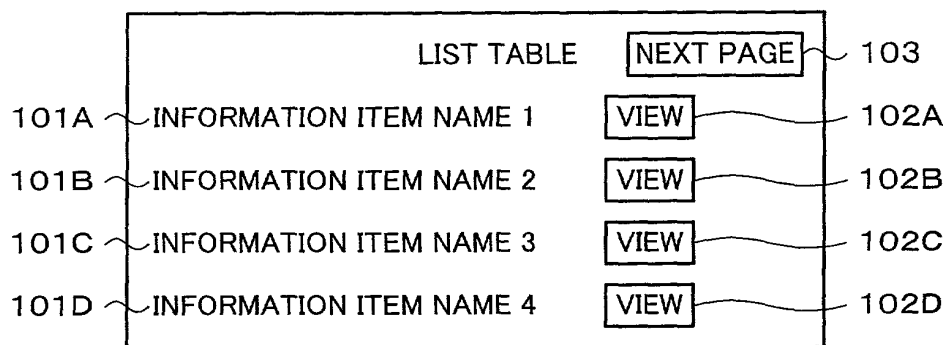 LIST TABLE NEXT PAGE 103
101A INFORMATION ITEM NAME 1 VIEW 102A
101B INFORMATION ITEM NAME 2 VIEW 102B
101C INFORMATION ITEM NAME 3 VIEW 102C
101D INFORMATION ITEM NAME 4 VIEW 102D